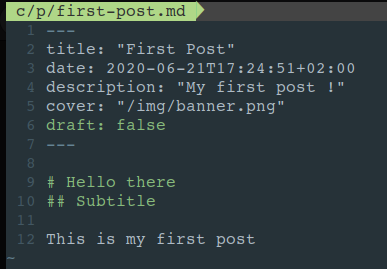 c/p/first-post.md
1 ---
2 title: "First Post"
3 date: 2020-06-21T17:24:51+02:00
4 description: "My first post !"
5 cover: "/img/banner.png"
6 draft: false
7 ---
8
9 # Hello there
10 ## Subtitle
11
12 This is my first post
~